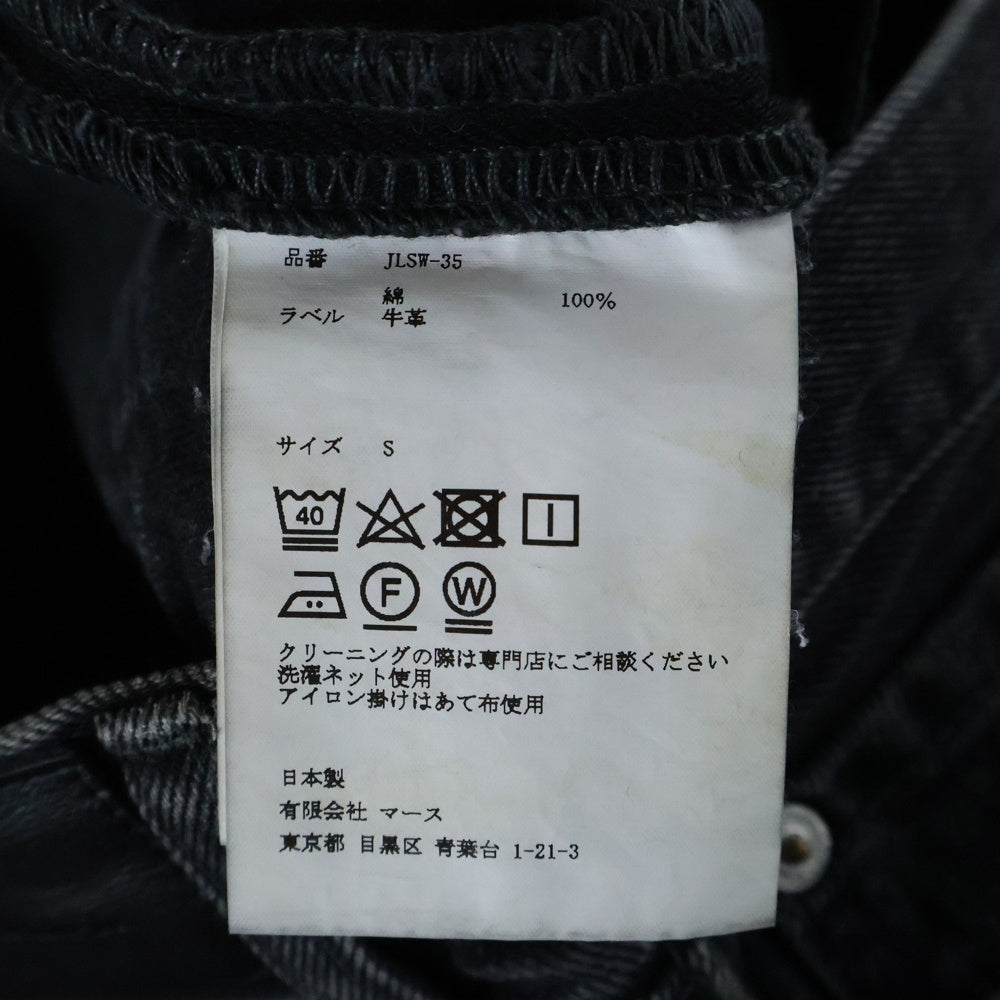 品番 JLSW-35
綿 100%
ラベル 牛革
サイズ S
40
F W
クリーニングの際は専門店にご相談ください
洗濯ネット使用
アイロン掛けはあて布使用
日本製
有限会社 マース
東京都 目黒区 青葉台 1-21-3